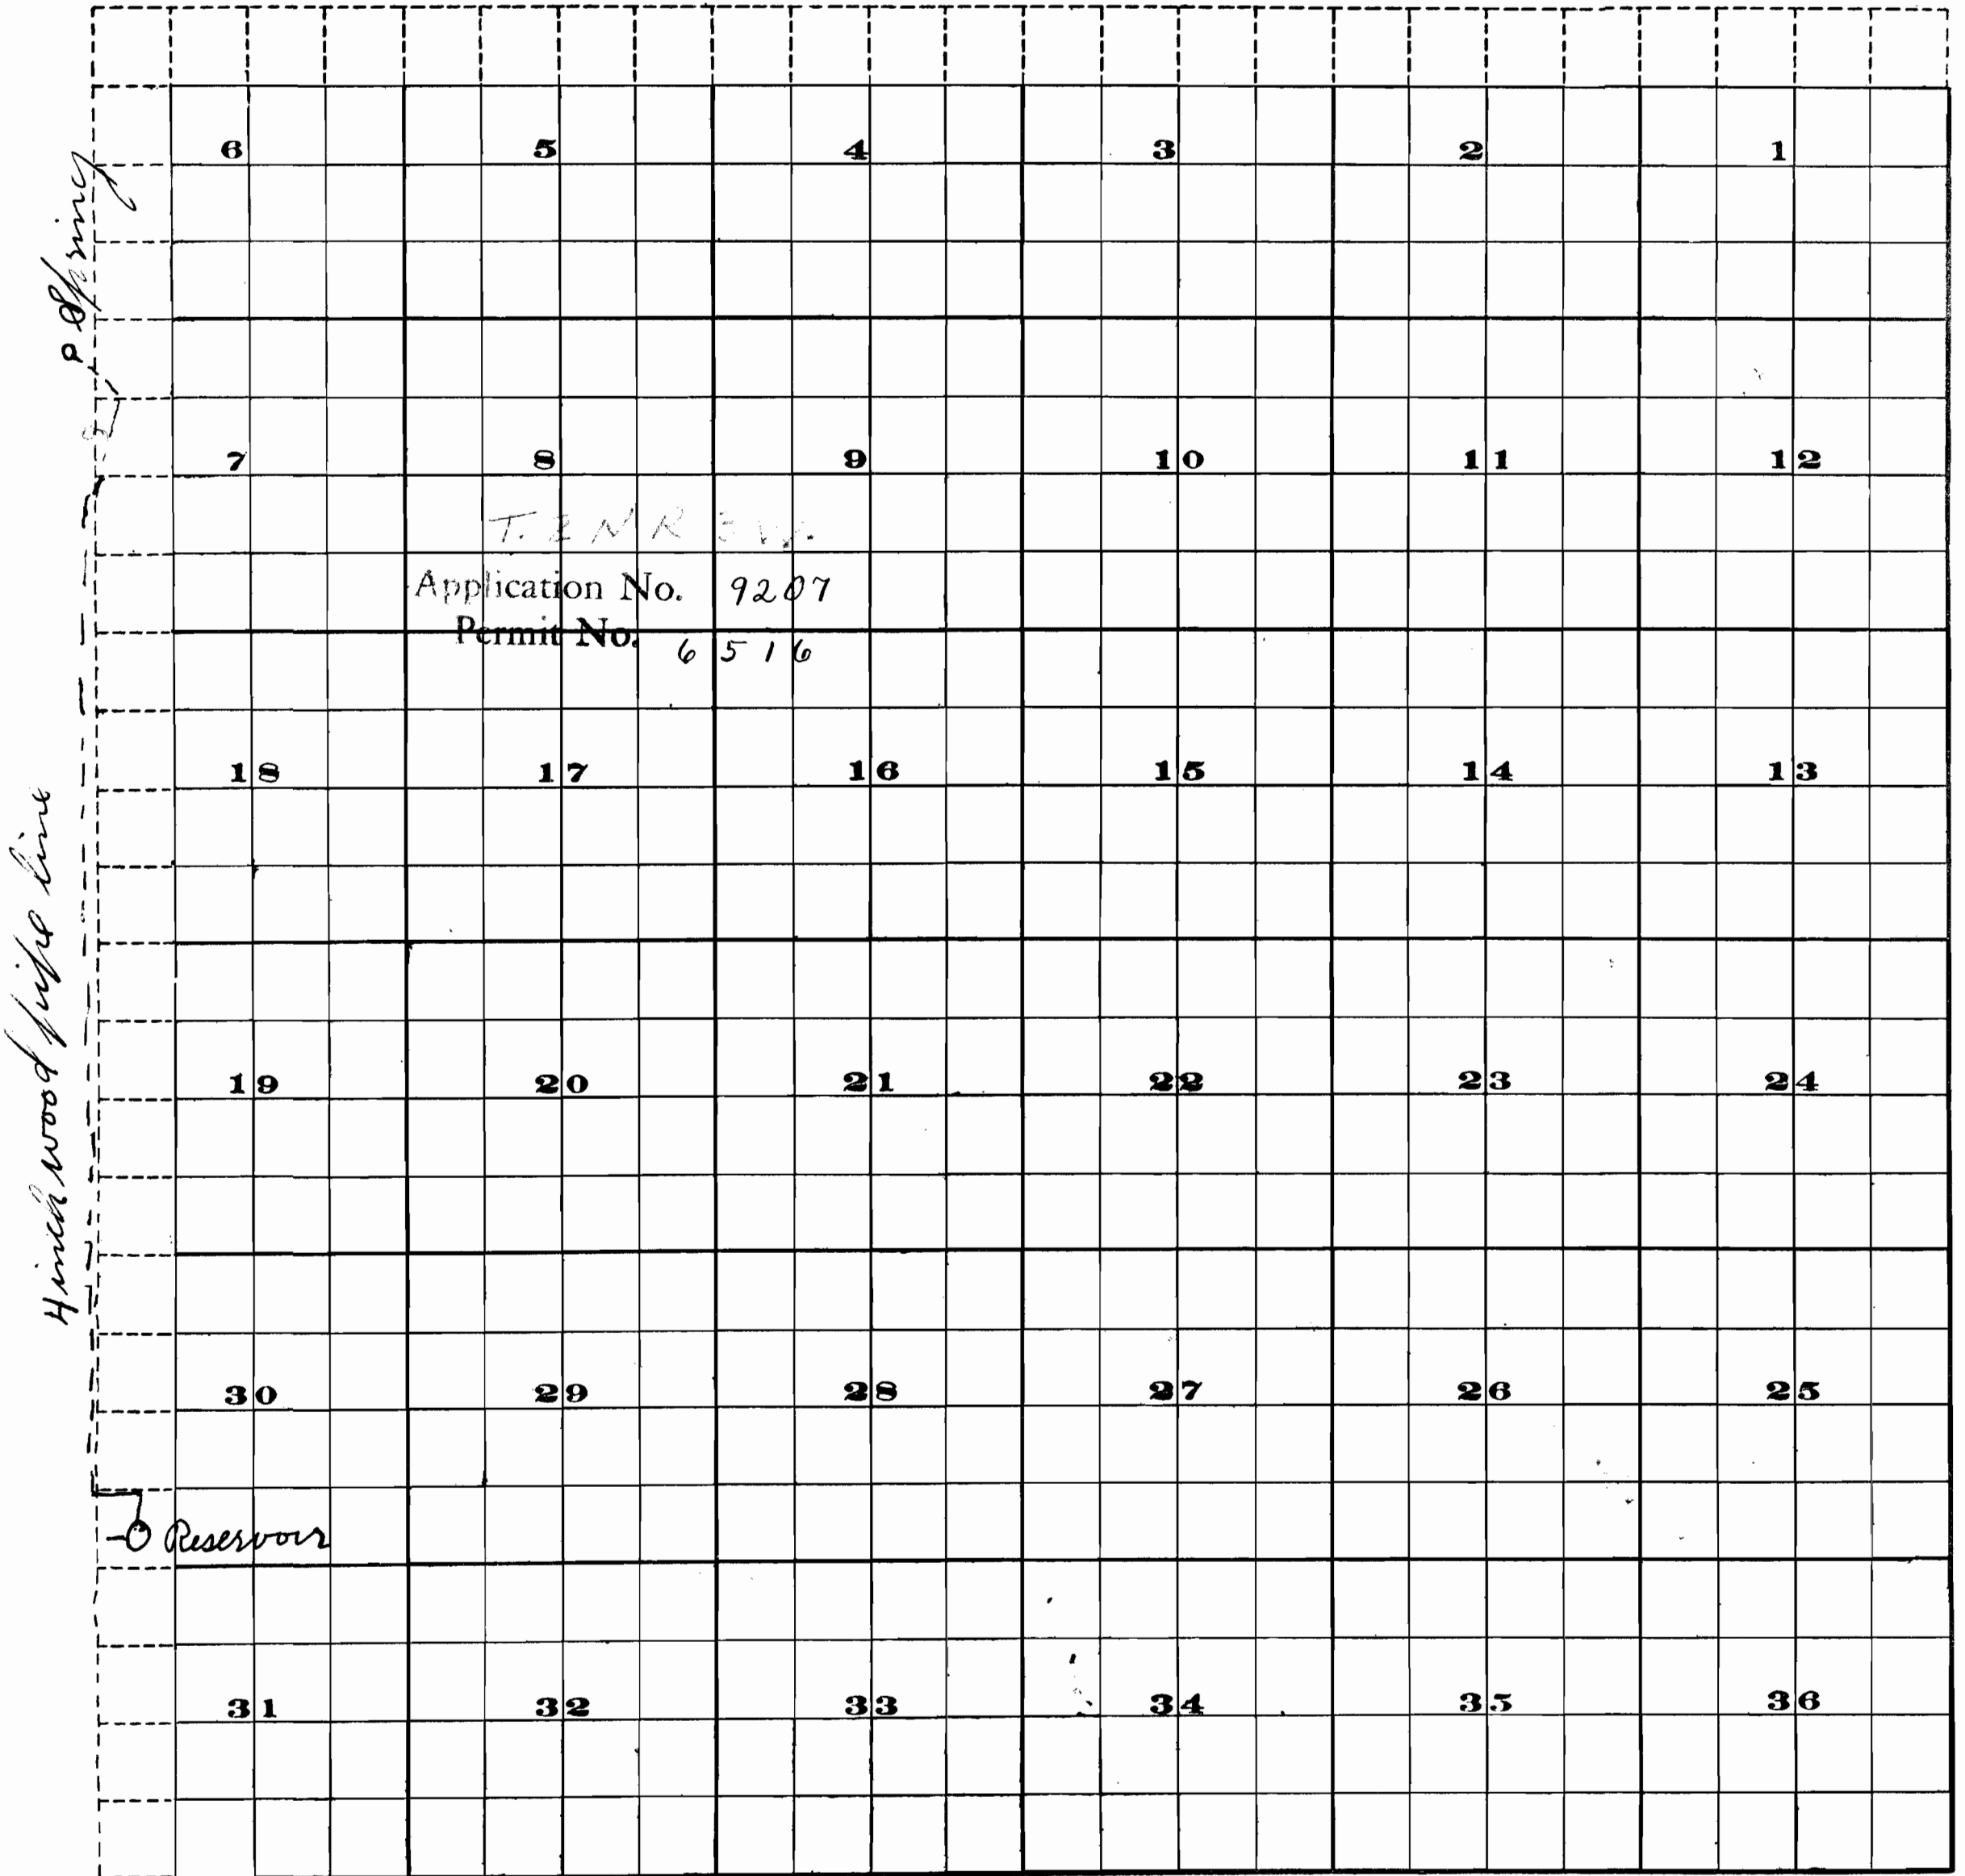 6 5 4 3 2 1
Spring
7 8 9 10 11 12
T. 2 N R 3 W.
Application No. 9207
Permit No. 6516
18 17 16 15 14 13
4 inch wood pipe line
19 20 21 22 23 24
30 29 28 27 26 25
Reservoir
31 32 33 34 35 36